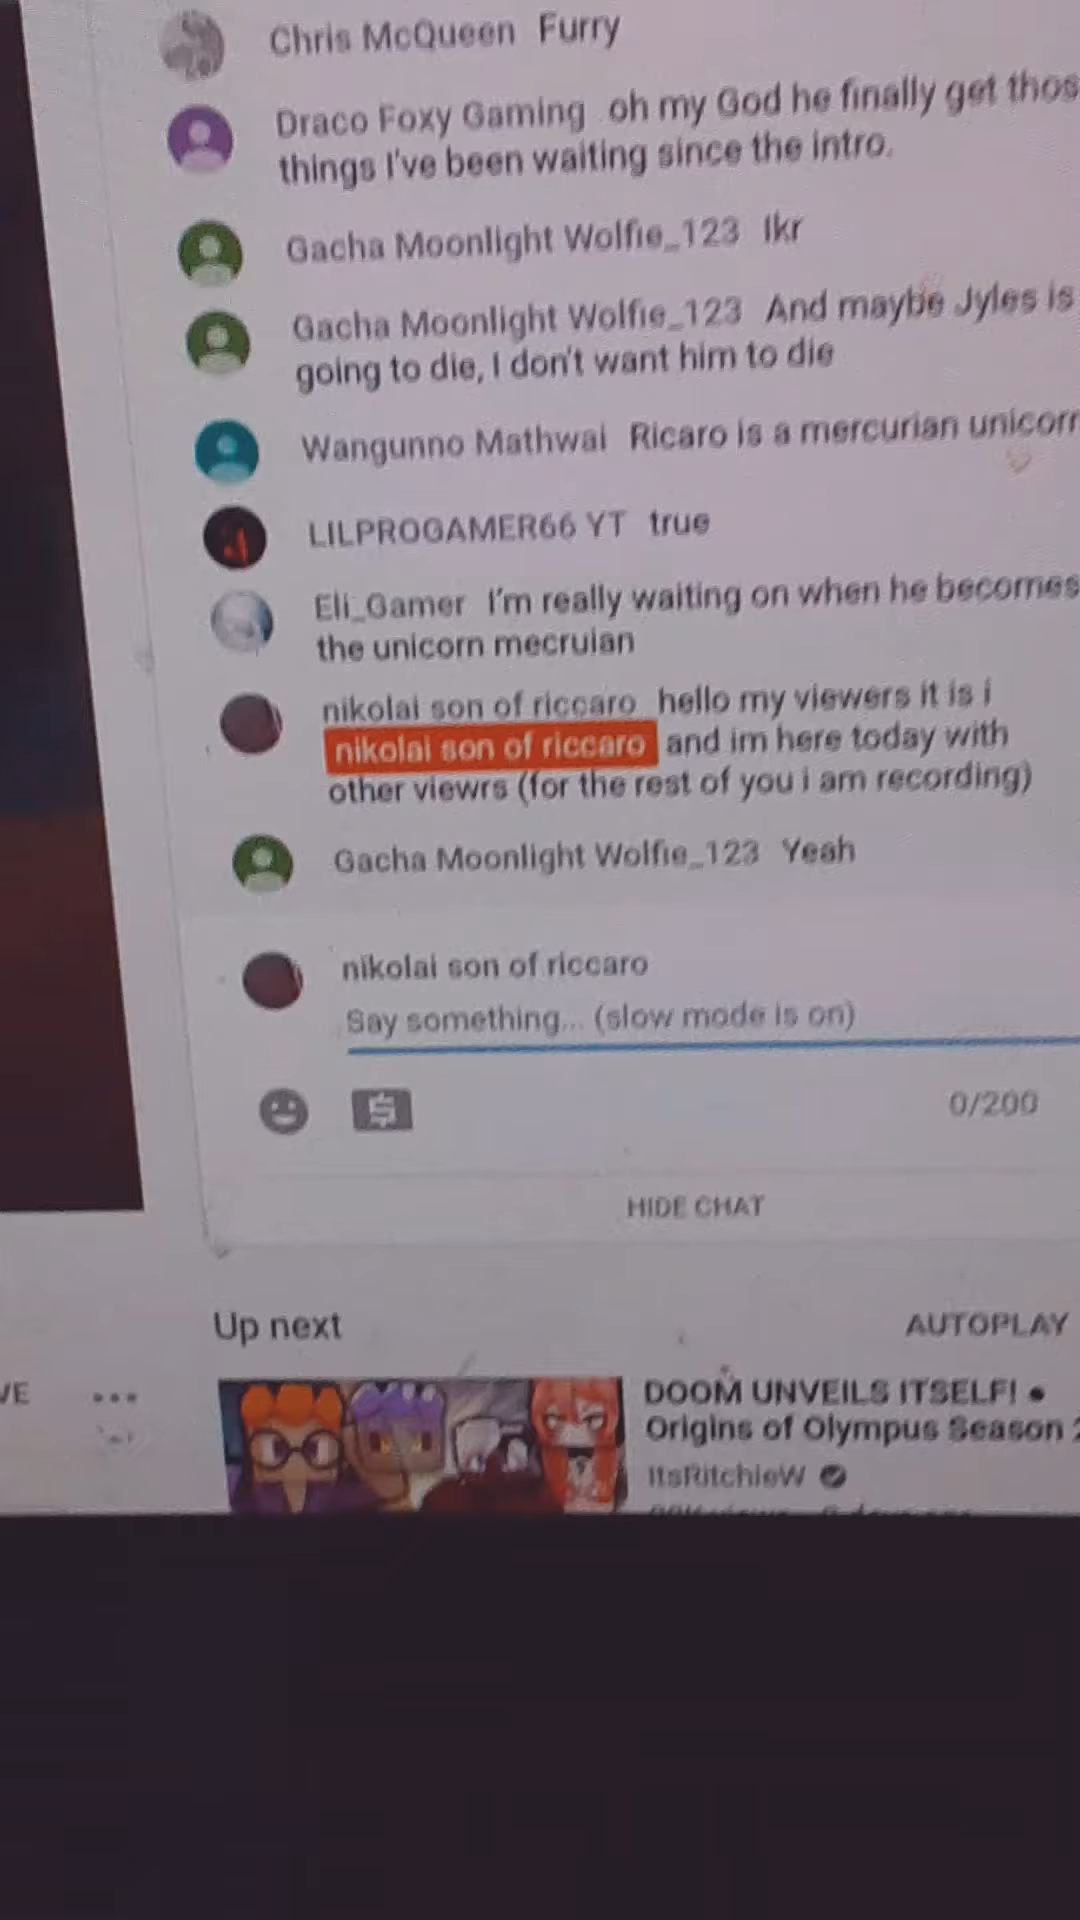 Chris McQueen Furry
Draco Foxy Gaming oh my God he finally get thos
things I've been waiting since the intro.
Gacha Moonlight Wolfie_123 Ikr
Gacha Moonlight Wolfie_123 And maybe Jyles is
going to die, I don't want him to die
Wangunno Mathwai Ricaro is a mercurian unicorn
LILPROGAMER66 YT true
Eli_Gamer I'm really waiting on when he becomes
the unicorn mecruian
nikolai son of riccaro hello my viewers it is i
nikolai son of riccaro and im here today with
other viewrs (for the rest of you i am recording)
Gacha Moonlight Wolfie_123 Yeah
nikolai son of riccaro
Say something... (slow mode is on)
0/200
HIDE CHAT
Up next AUTOPLAY
VE
DOOM UNVEILS ITSELF! •
Origins of Olympus Season 2
ItsRitchieW